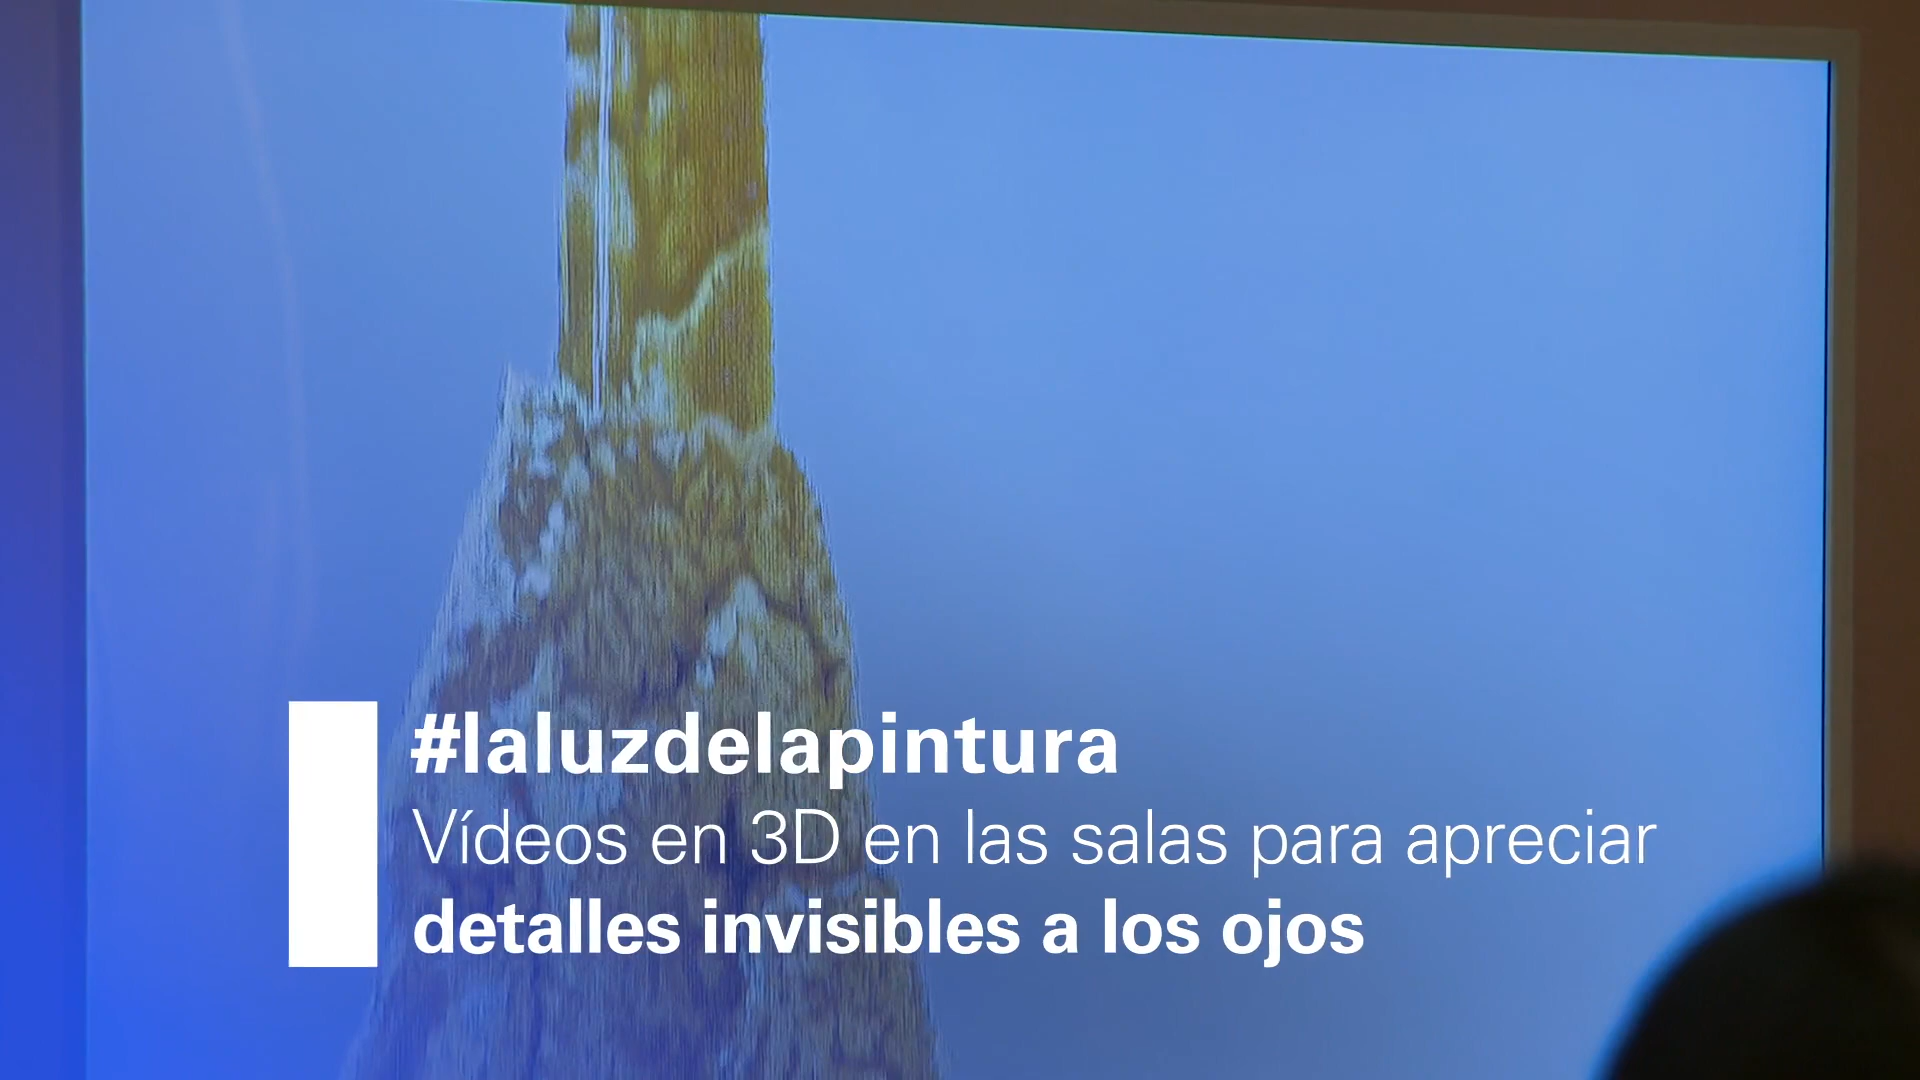 #laluzdelapintura
Vídeos en 3D en las salas para apreciar
detalles invisibles a los ojos